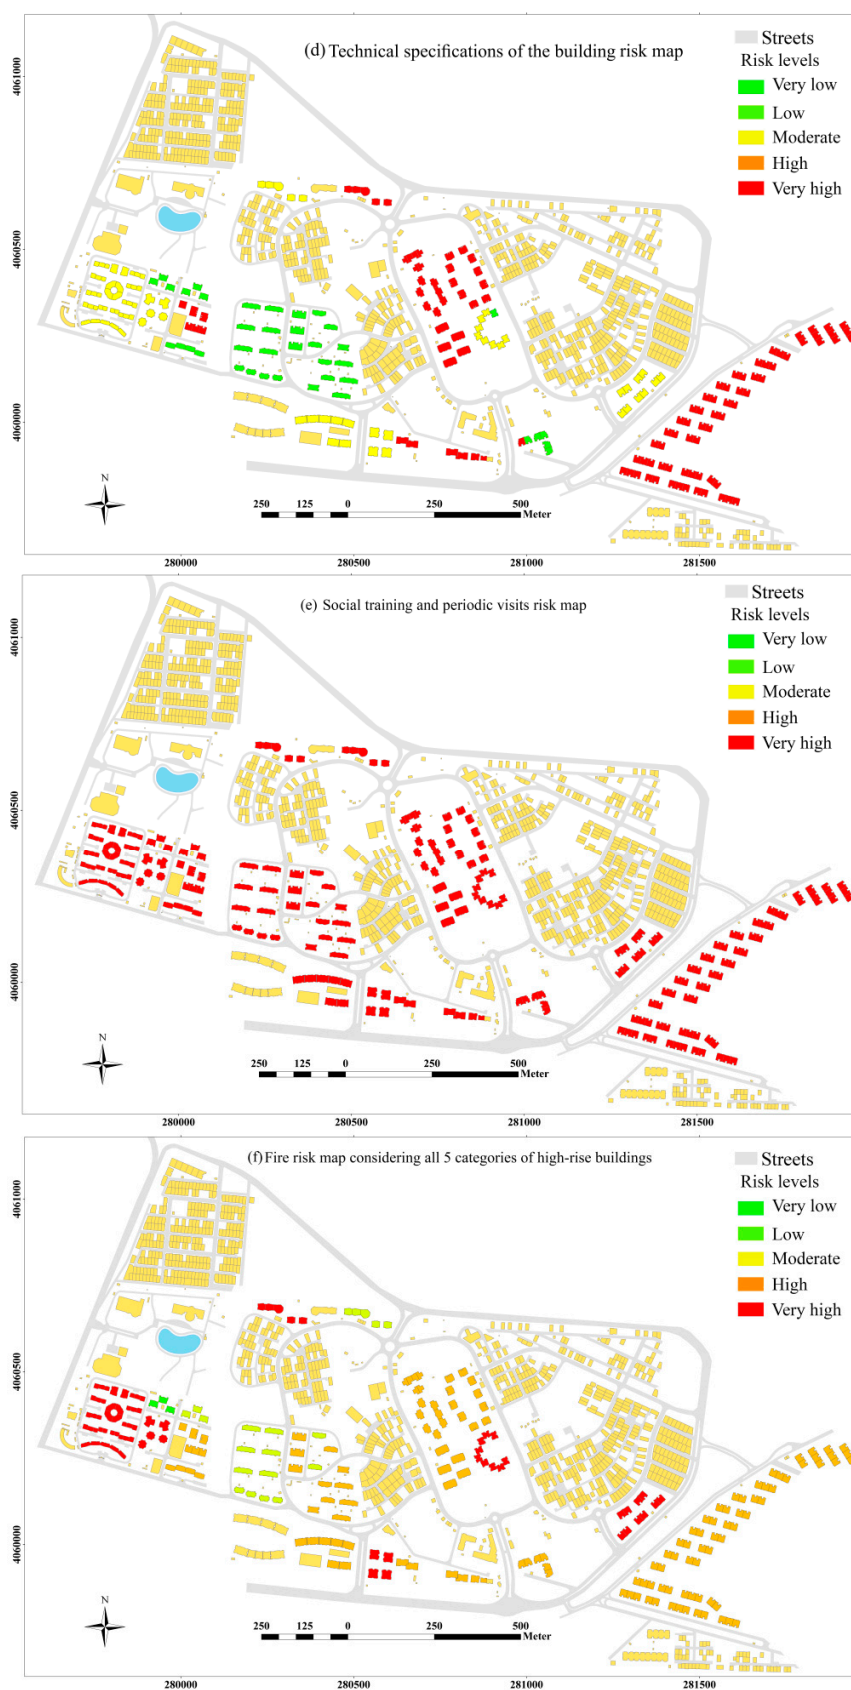 (d) Technical specifications of the building risk map
Streets
Risk levels
Very low
Low
Moderate
High
Very high
4061000
4060500
4060000
N
250 125 0 250 500
Meter
280000 280500 281000 281500
(e) Social training and periodic visits risk map
Streets
Risk levels
Very low
Low
Moderate
High
Very high
4061000
4060500
4060000
N
250 125 0 250 500
Meter
280000 280500 281000 281500
(f) Fire risk map considering all 5 categories of high-rise buildings
Streets
Risk levels
Very low
Low
Moderate
High
Very high
4061000
4060500
4060000
N
250 125 0 250 500
Meter
280000 280500 281000 281500